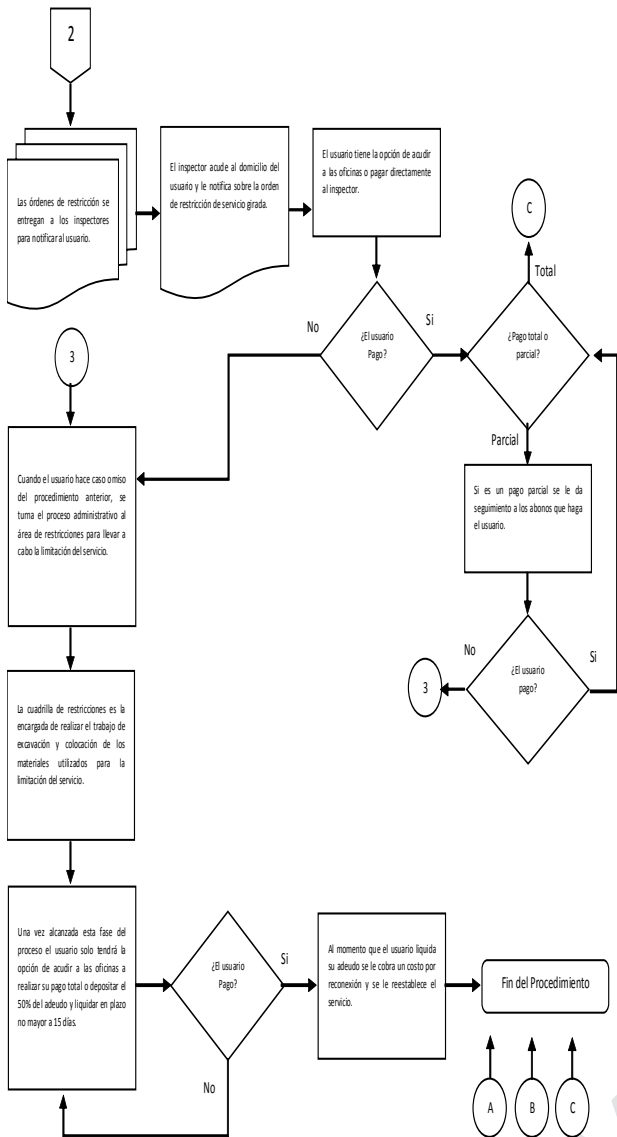 2
Las órdenes de restricción se
entregan a los inspectores
para notificar al usuario.
El inspector acude al domicilio del
usuario y le notifica sobre la orden
de restricción de servicio girada.
El usuario tiene la opción de acudir
a las oficinas o pagar directamente
al inspector.
C
Total
¿El usuario
Pago?
No
Si
¿Pago total o
parcial?
Parcial
Si es un pago parcial se le da
seguimiento a los abonos que haga
el usuario.
¿El usuario
pago?
No
Si
3
3
Cuando el usuario hace caso omiso
del procedimiento anterior, se
turna el proceso administrativo al
área de restricciones para llevar a
cabo la limitación del servicio.
La cuadrilla de restricciones es la
encargada de realizar el trabajo de
excavación y colocación de los
materiales utilizados para la
limitación del servicio.
Una vez alcanzada esta fase del
proceso el usuario solo tendrá la
opción de acudir a las oficinas a
realizar su pago total o depositar el
50% del adeudo y liquidar en plazo
no mayor a 15 días.
¿El usuario
Pago?
Si
No
Al momento que el usuario liquida
su adeudo se le cobra un costo por
reconexión y se le reestablece el
servicio.
Fin del Procedimiento
A
B
C